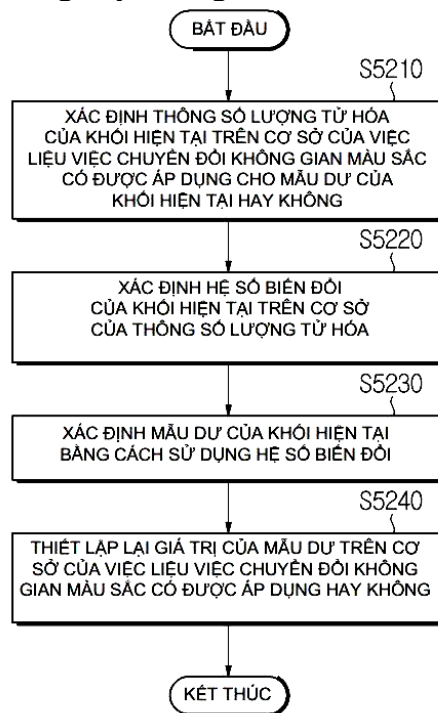 BẮT ĐẦU
S5210
XÁC ĐỊNH THÔNG SỐ LƯỢNG TỬ HÓA
CỦA KHỐI HIỆN TẠI TRÊN CƠ SỞ CỦA VIỆC
LIỆU VIỆC CHUYỂN ĐỔI KHÔNG GIAN MÀU SẮC
CÓ ĐƯỢC ÁP DỤNG CHO MẪU DƯ CỦA
KHỐI HIỆN TẠI HAY KHÔNG
S5220
XÁC ĐỊNH HỆ SỐ BIẾN ĐỔI
CỦA KHỐI HIỆN TẠI TRÊN CƠ SỞ
CỦA THÔNG SỐ LƯỢNG TỬ HÓA
S5230
XÁC ĐỊNH MẪU DƯ CỦA KHỐI HIỆN TẠI
BẰNG CÁCH SỬ DỤNG HỆ SỐ BIẾN ĐỔI
S5240
THIẾT LẬP LẠI GIÁ TRỊ CỦA MẪU DƯ TRÊN CƠ
SỞ CỦA VIỆC LIỆU VIỆC CHUYỂN ĐỔI KHÔNG
GIAN MÀU SẮC CÓ ĐƯỢC ÁP DỤNG HAY KHÔNG
KẾT THÚC